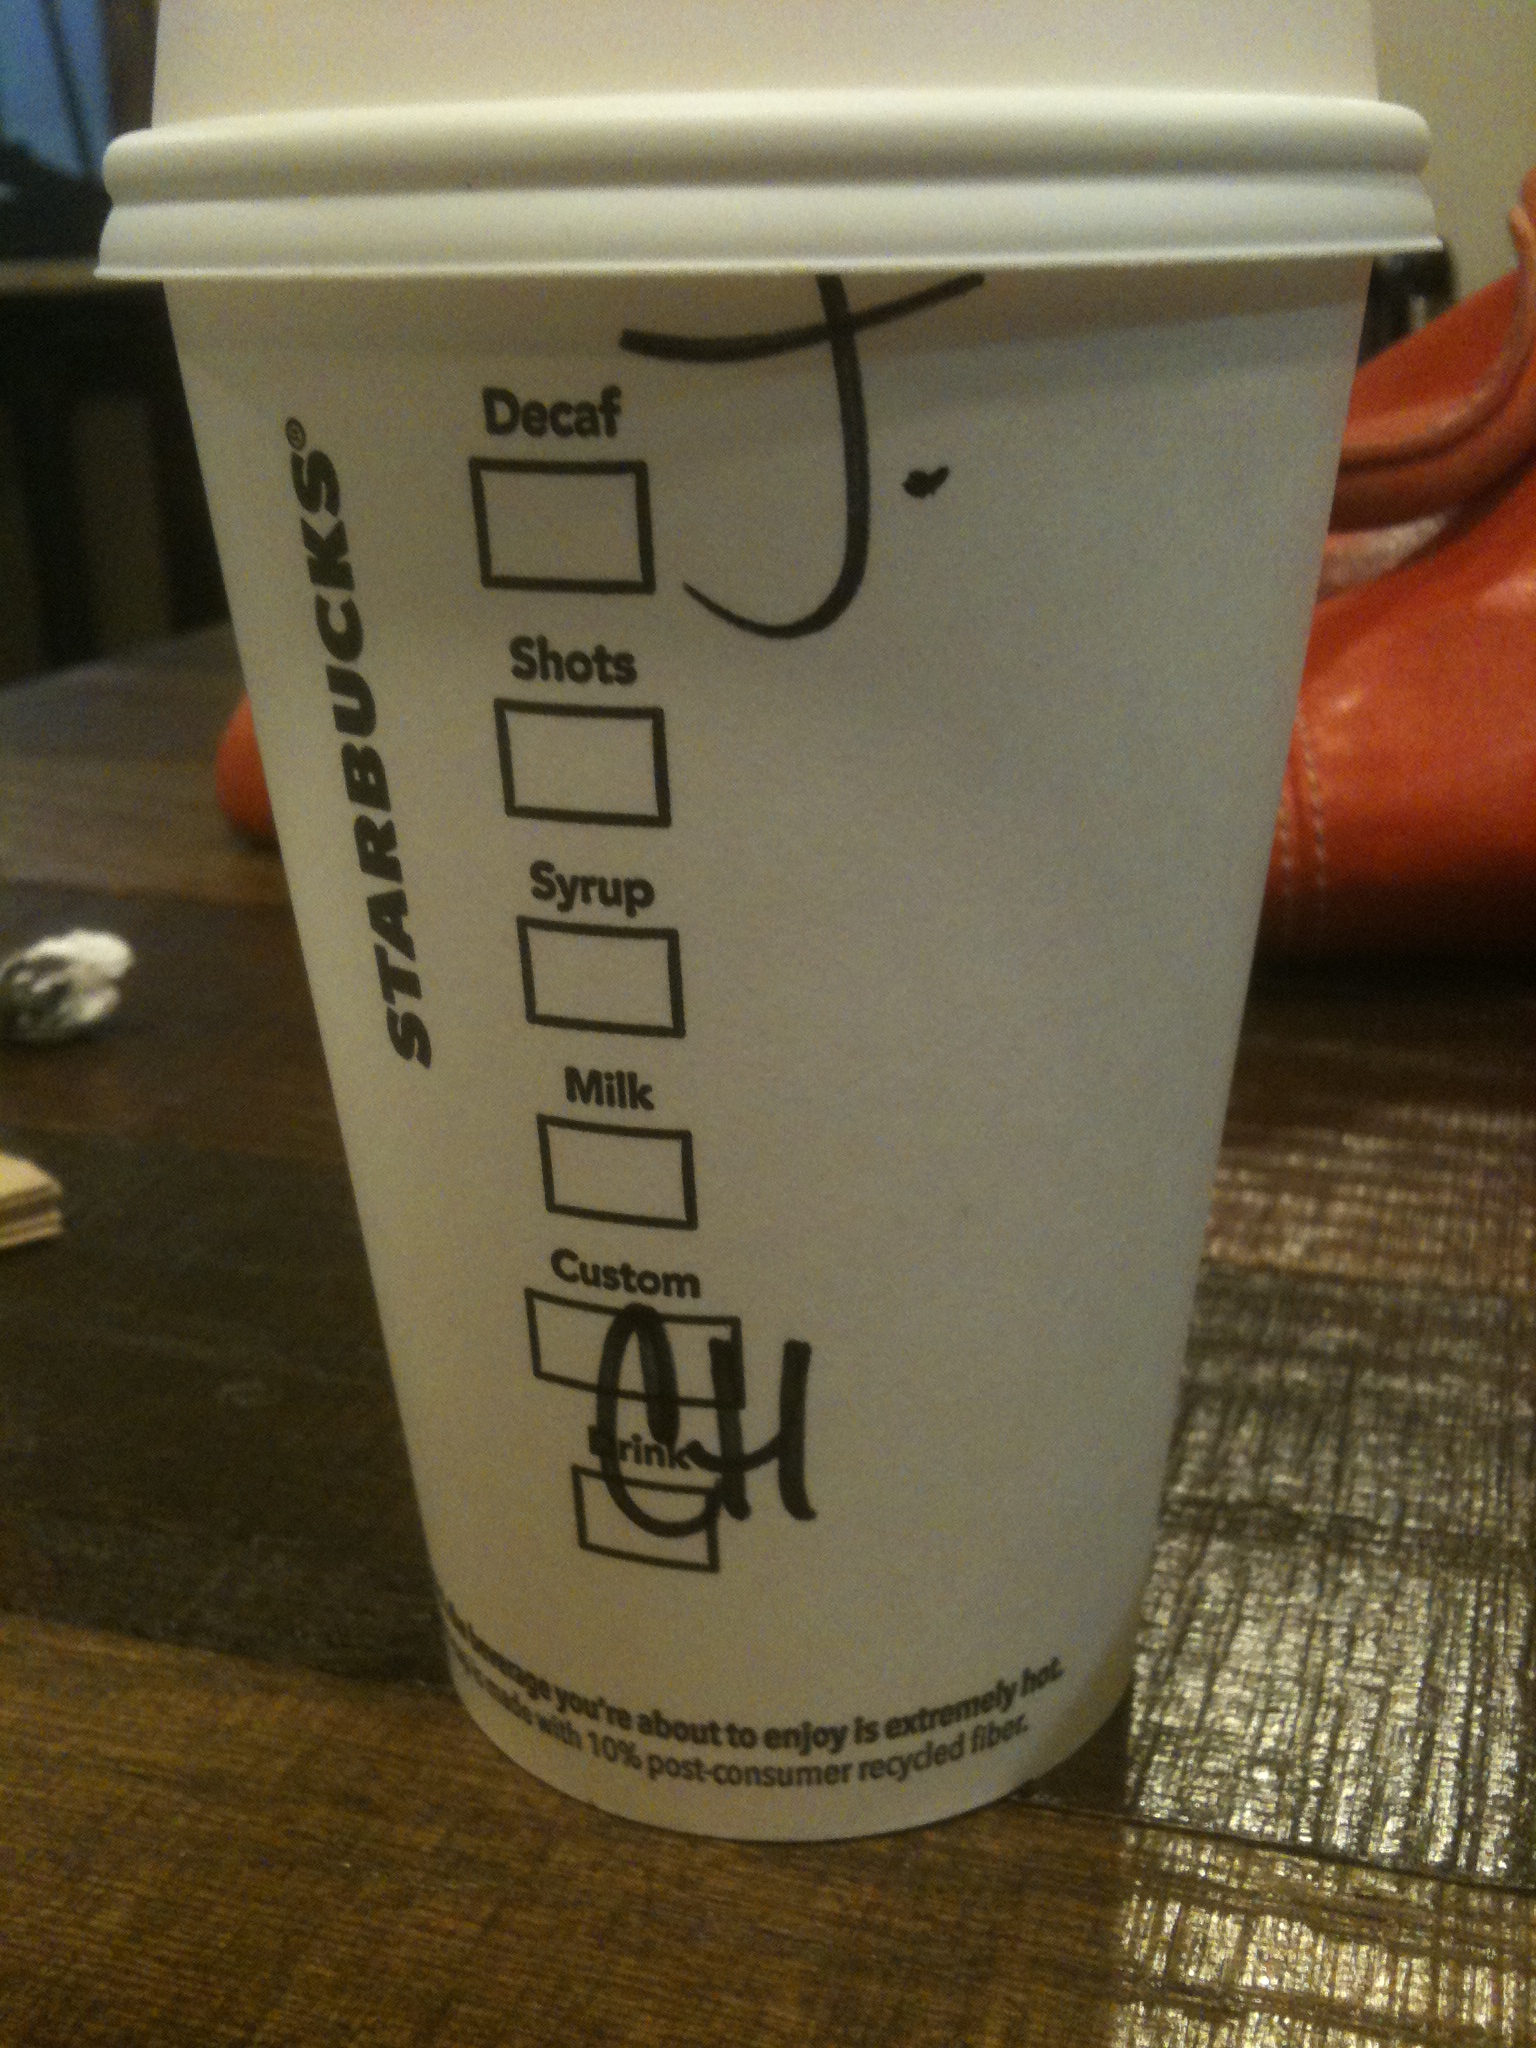 J.
STARBUCKS®
Decaf
Shots
Syrup
Milk
Custom
CH
Drink
beverage you're about to enjoy is extremely hot.
made with 10% post-consumer recycled fiber.